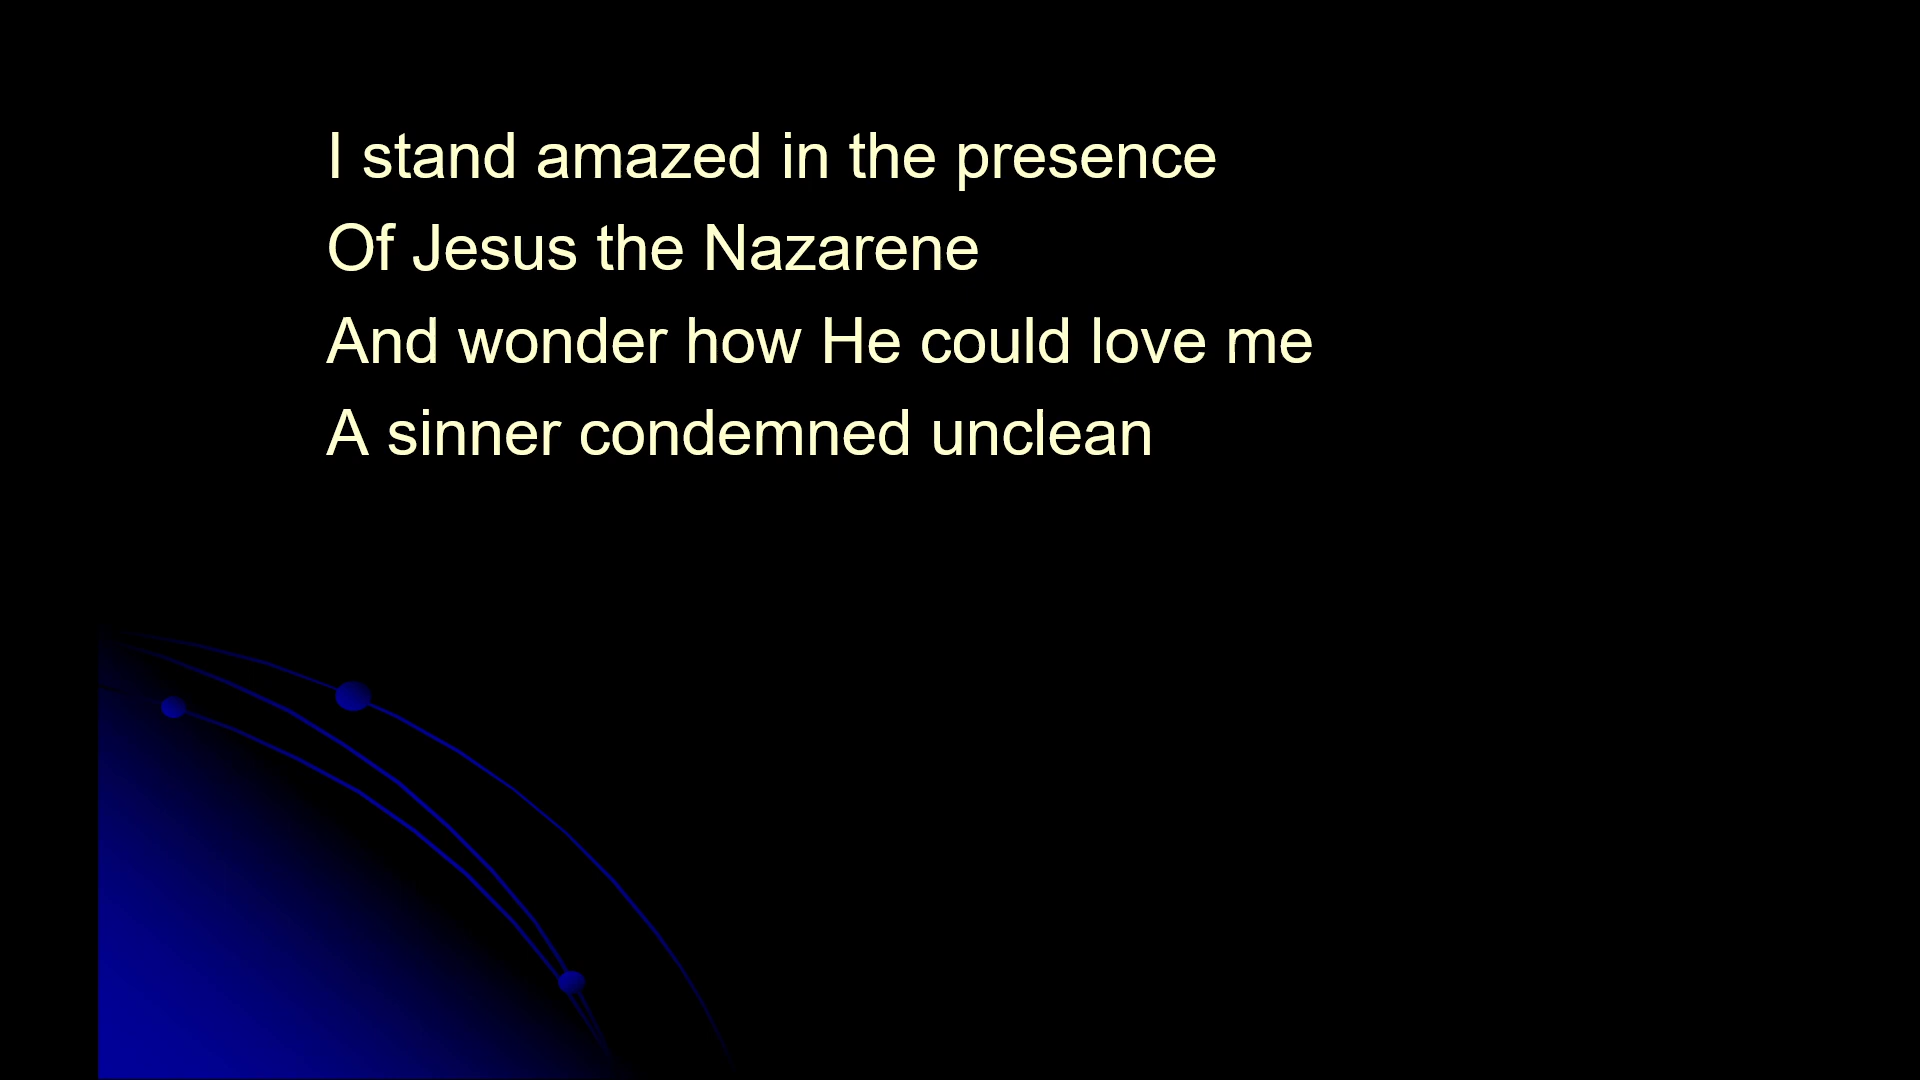 I stand amazed in the presence
Of Jesus the Nazarene
And wonder how He could love me
A sinner condemned unclean